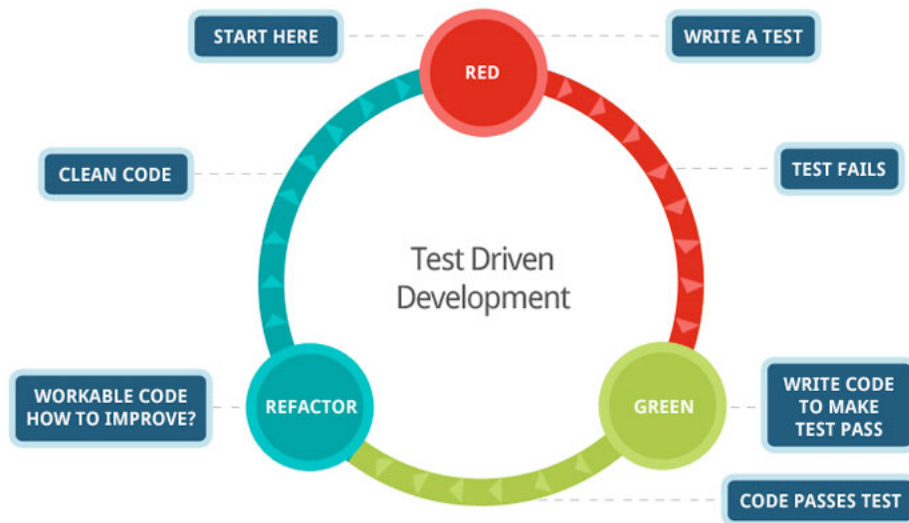 START HERE
RED
WRITE A TEST
CLEAN CODE
TEST FAILS
Test Driven
Development
WORKABLE CODE
HOW TO IMPROVE?
REFACTOR
GREEN
WRITE CODE
TO MAKE
TEST PASS
CODE PASSES TEST